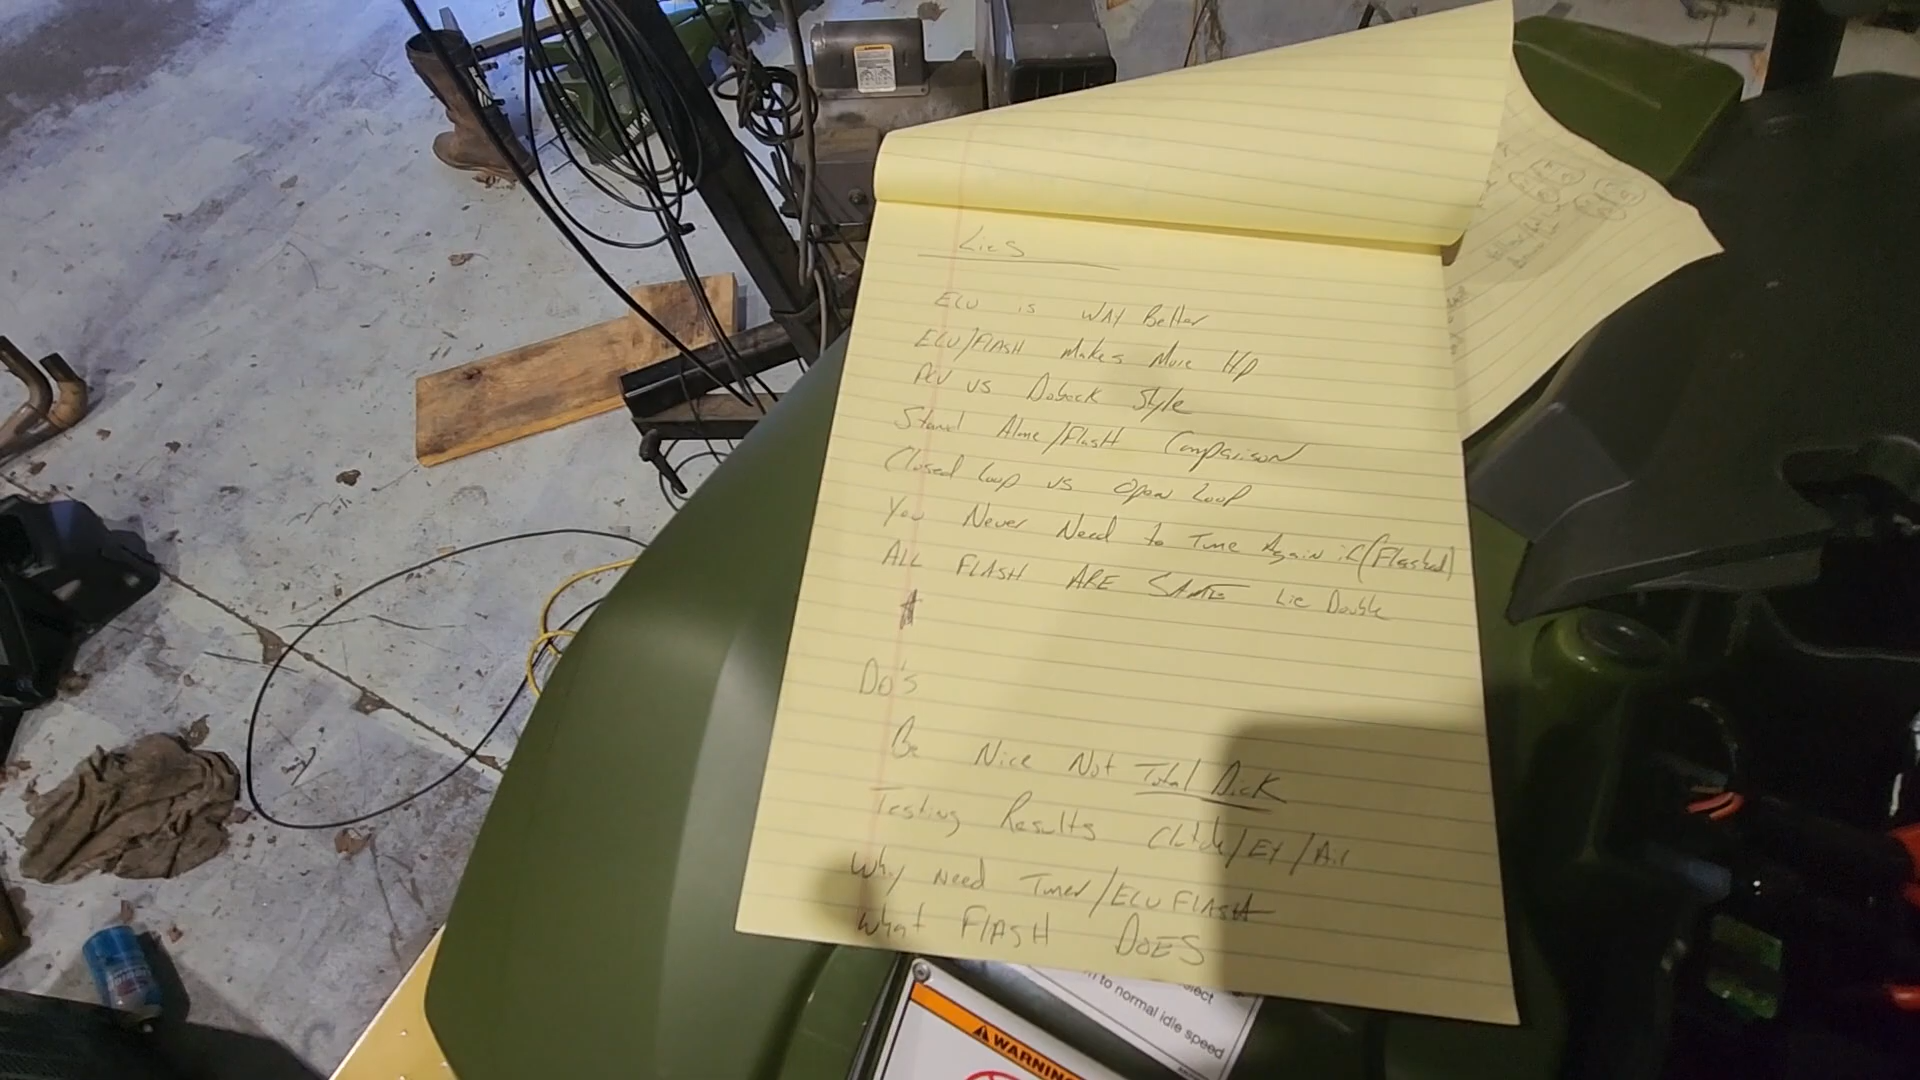 Lies
ECU is WAY Better
ECU/FLASH Makes More HP
PCV vs Dobeck Style
Stand Alone/Flash Comparison
Closed Loop vs Open Loop
You Never Need to Tune Again if (Flashed)
ALL FLASH ARE SAME Lie Double
Do's
Be Nice Not Total Dick
Testing Results Clutch/EX/Air
Why Need Tuner/ECU FLASH
What FLASH DOES
to normal idle speed
WARNING